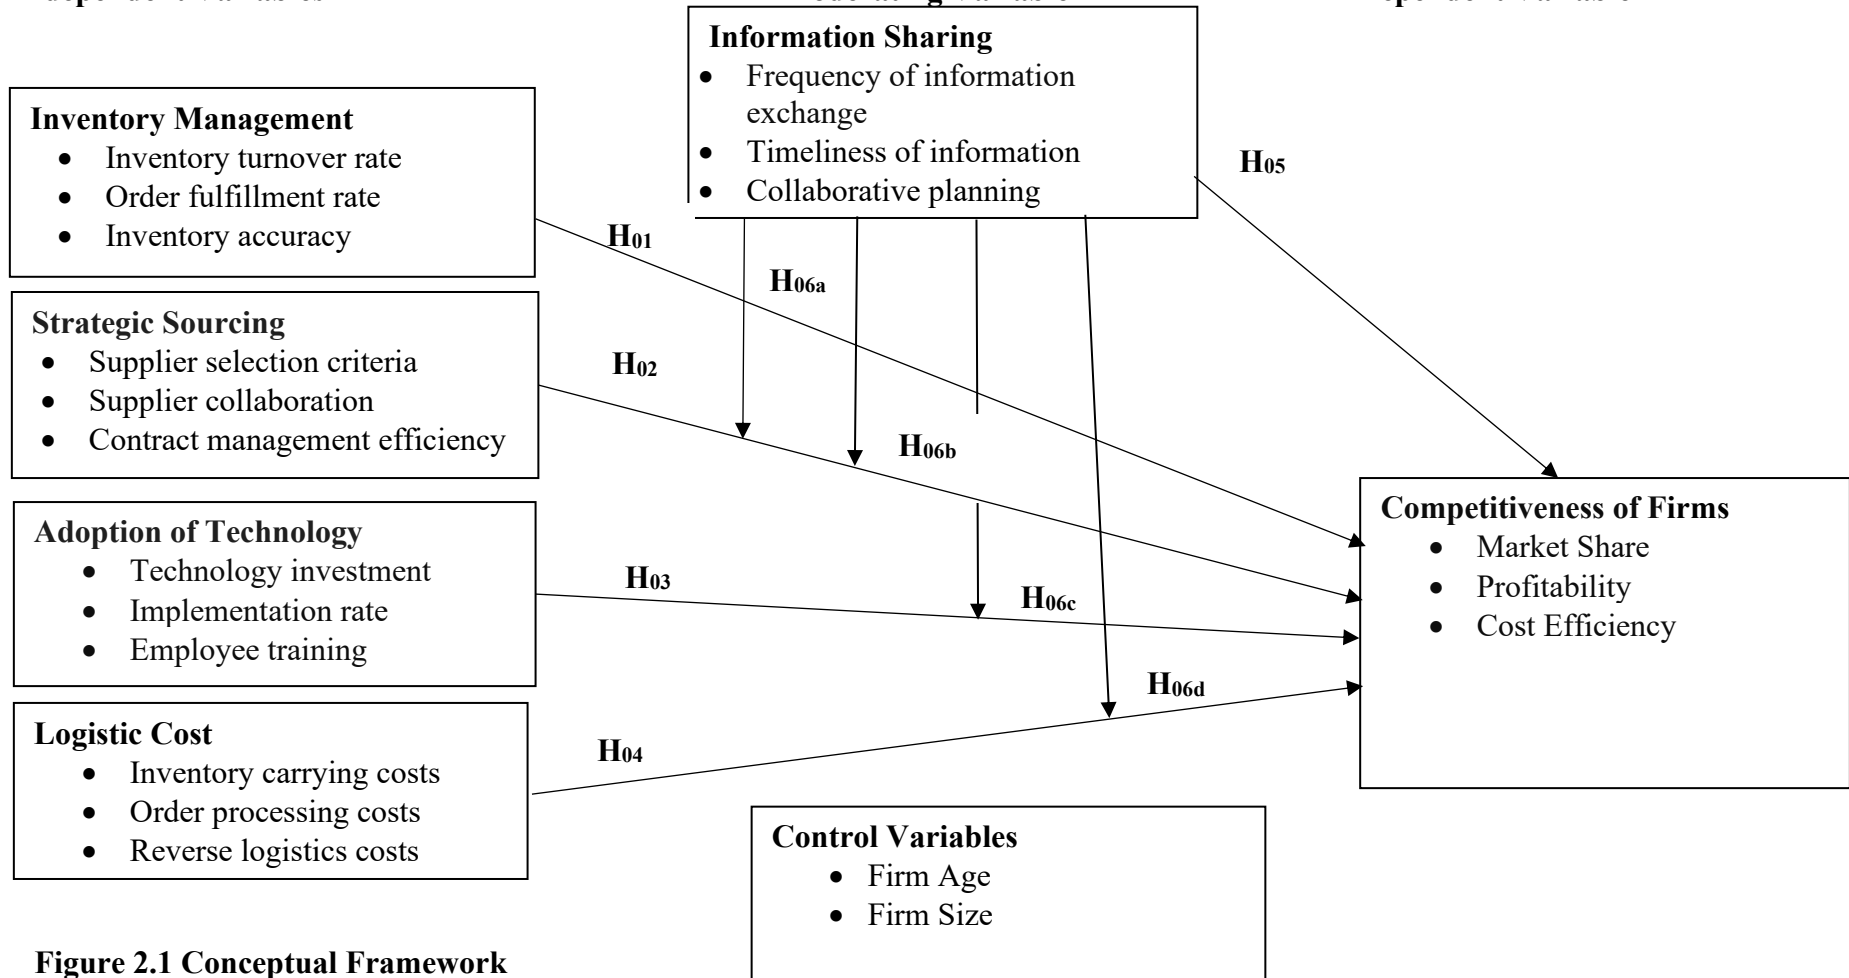 Information Sharing
• Frequency of information
exchange
• Timeliness of information
• Collaborative planning
Inventory Management
• Inventory turnover rate
• Order fulfillment rate
• Inventory accuracy
Strategic Sourcing
• Supplier selection criteria
• Supplier collaboration
• Contract management efficiency
Adoption of Technology
• Technology investment
• Implementation rate
• Employee training
Logistic Cost
• Inventory carrying costs
• Order processing costs
• Reverse logistics costs
H05
H01
H06a
H02
H06b
H03
H06c
H06d
H04
Competitiveness of Firms
• Market Share
• Profitability
• Cost Efficiency
Control Variables
• Firm Age
• Firm Size
Figure 2.1 Conceptual Framework